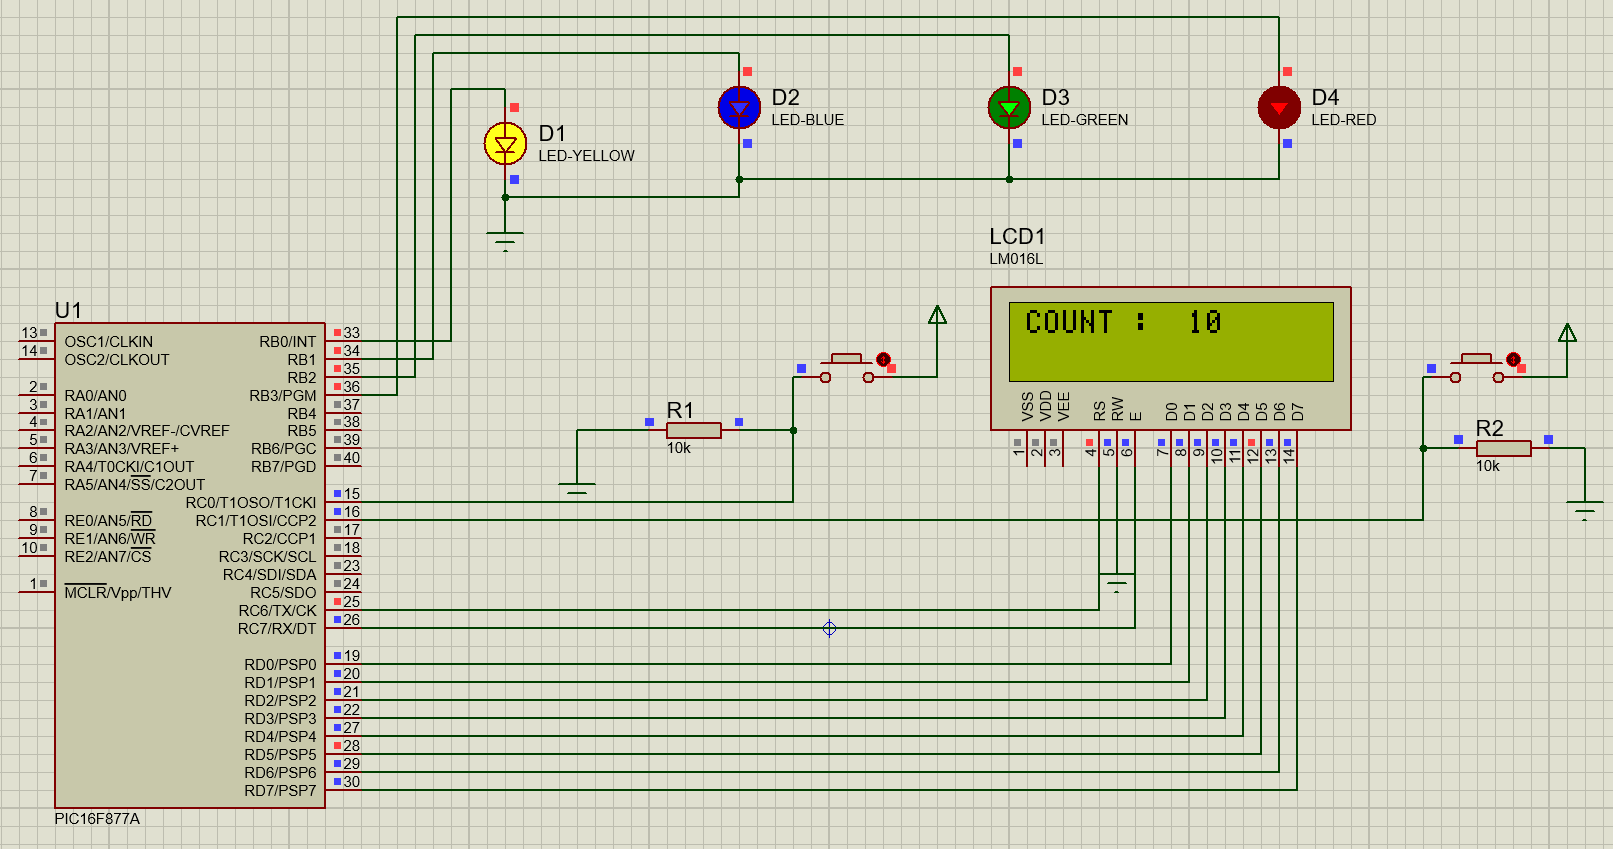 D1
LED-YELLOW
D2
LED-BLUE
D3
LED-GREEN
D4
LED-RED
LCD1
LM016L
COUNT : 10
VSS
VDD
VEE
RS
RW
E
D0
D1
D2
D3
D4
D5
D6
D7
1
2
3
4
5
6
7
8
9
10
11
12
13
14
R1
10k
R2
10k
U1
13 OSC1/CLKIN
14 OSC2/CLKOUT
2 RA0/AN0
3 RA1/AN1
4 RA2/AN2/VREF-/CVREF
5 RA3/AN3/VREF+
6 RA4/T0CKI/C1OUT
7 RA5/AN4/SS/C2OUT
8 RE0/AN5/RD
9 RE1/AN6/WR
10 RE2/AN7/CS
1 MCLR/Vpp/THV
RB0/INT 33
RB1 34
RB2 35
RB3/PGM 36
RB4 37
RB5 38
RB6/PGC 39
RB7/PGD 40
RC0/T1OSO/T1CKI 15
RC1/T1OSI/CCP2 16
RC2/CCP1 17
RC3/SCK/SCL 18
RC4/SDI/SDA 23
RC5/SDO 24
RC6/TX/CK 25
RC7/RX/DT 26
RD0/PSP0 19
RD1/PSP1 20
RD2/PSP2 21
RD3/PSP3 22
RD4/PSP4 27
RD5/PSP5 28
RD6/PSP6 29
RD7/PSP7 30
PIC16F877A